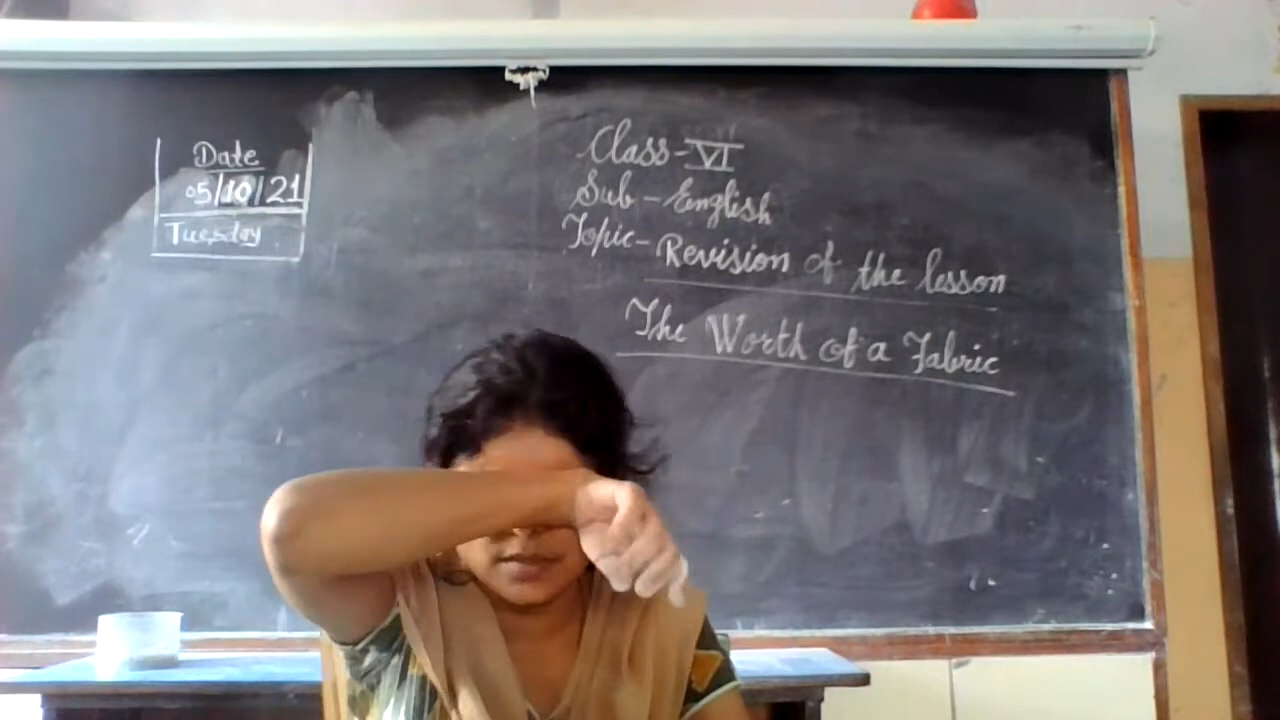 Date
05/10/21
Tuesday
Class - VI
Sub - English
Topic - Revision of the lesson
The Worth of a Fabric